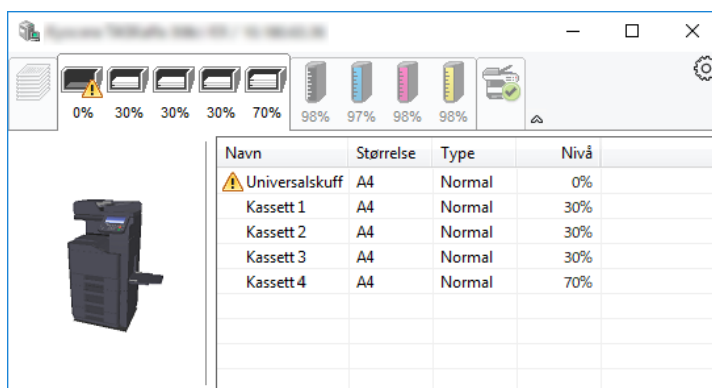 0% 30% 30% 30% 70% 98% 97% 98% 98%
Navn Størrelse Type Nivå
Universalskuff A4 Normal 0%
Kassett 1 A4 Normal 30%
Kassett 2 A4 Normal 30%
Kassett 3 A4 Normal 30%
Kassett 4 A4 Normal 70%